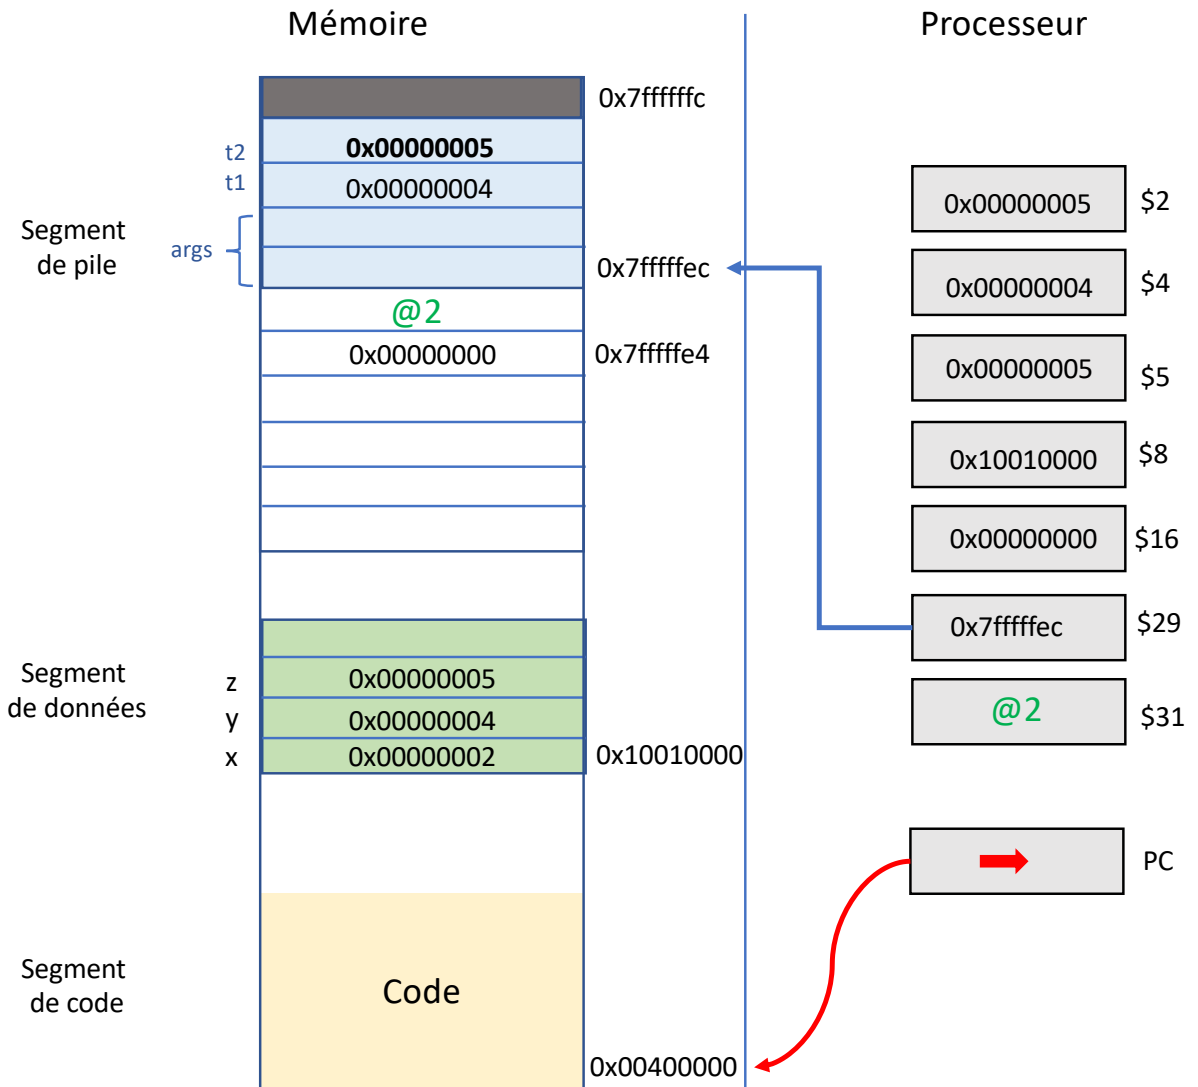 Mémoire
Processeur
0x7ffffffc
t2
0x00000005
t1
0x00000004
Segment
de pile
args
0x7fffffec
@2
0x00000000
0x7fffffe4
0x00000005
$2
0x00000004
$4
0x00000005
$5
0x10010000
$8
0x00000000
$16
0x7fffffec
$29
@2
$31
Segment
de données
z
0x00000005
y
0x00000004
x
0x00000002
0x10010000
PC
Segment
de code
Code
0x00400000